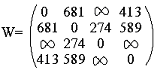 W= ( 0 681 ∞ 413
681 0 274 589
∞ 274 0 ∞
413 589 ∞ 0 )